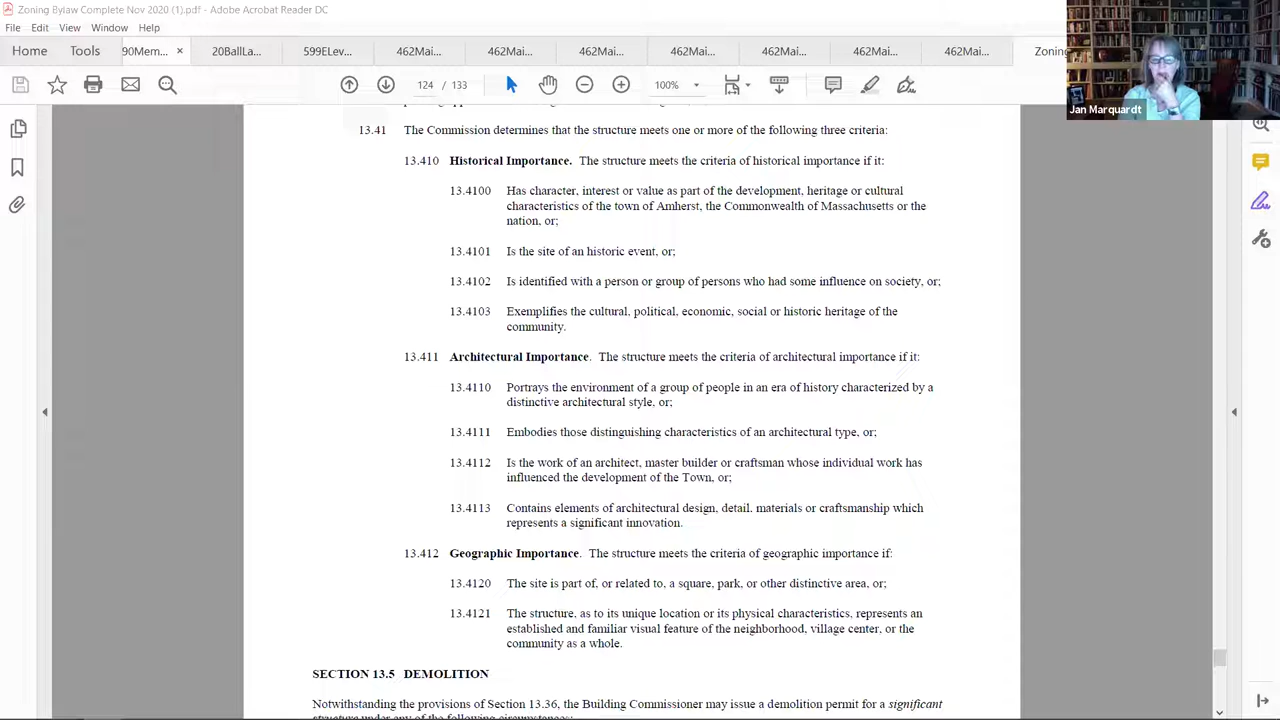 Zoning Bylaw Complete Nov 2020 (1).pdf - Adobe Acrobat Reader DC
File Edit View Window Help
Home Tools 90Mem... × 20BallLa... 599ELev... 462Mai... 462Mai... 462Mai... 462Mai... 462Mai... 462Mai... 462Mai... Zoning
124 / 133 100%
Jan Marquardt
13.41 The Commission determines that the structure meets one or more of the following three criteria:
13.410 Historical Importance. The structure meets the criteria of historical importance if it:
13.4100 Has character, interest or value as part of the development, heritage or cultural
characteristics of the town of Amherst, the Commonwealth of Massachusetts or the
nation, or;
13.4101 Is the site of an historic event, or;
13.4102 Is identified with a person or group of persons who had some influence on society, or;
13.4103 Exemplifies the cultural, political, economic, social or historic heritage of the
community.
13.411 Architectural Importance. The structure meets the criteria of architectural importance if it:
13.4110 Portrays the environment of a group of people in an era of history characterized by a
distinctive architectural style, or;
13.4111 Embodies those distinguishing characteristics of an architectural type, or;
13.4112 Is the work of an architect, master builder or craftsman whose individual work has
influenced the development of the Town, or;
13.4113 Contains elements of architectural design, detail, materials or craftsmanship which
represents a significant innovation.
13.412 Geographic Importance. The structure meets the criteria of geographic importance if:
13.4120 The site is part of, or related to, a square, park, or other distinctive area, or;
13.4121 The structure, as to its unique location or its physical characteristics, represents an
established and familiar visual feature of the neighborhood, village center, or the
community as a whole.
SECTION 13.5 DEMOLITION
Notwithstanding the provisions of Section 13.36, the Building Commissioner may issue a demolition permit for a significant
structure under any of the following circumstances: